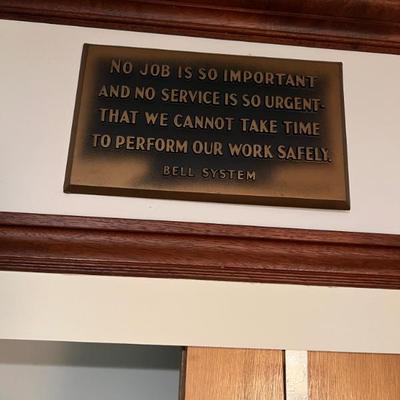 NO JOB IS SO IMPORTANT
AND NO SERVICE IS SO URGENT-
THAT WE CANNOT TAKE TIME
TO PERFORM OUR WORK SAFELY.
BELL SYSTEM